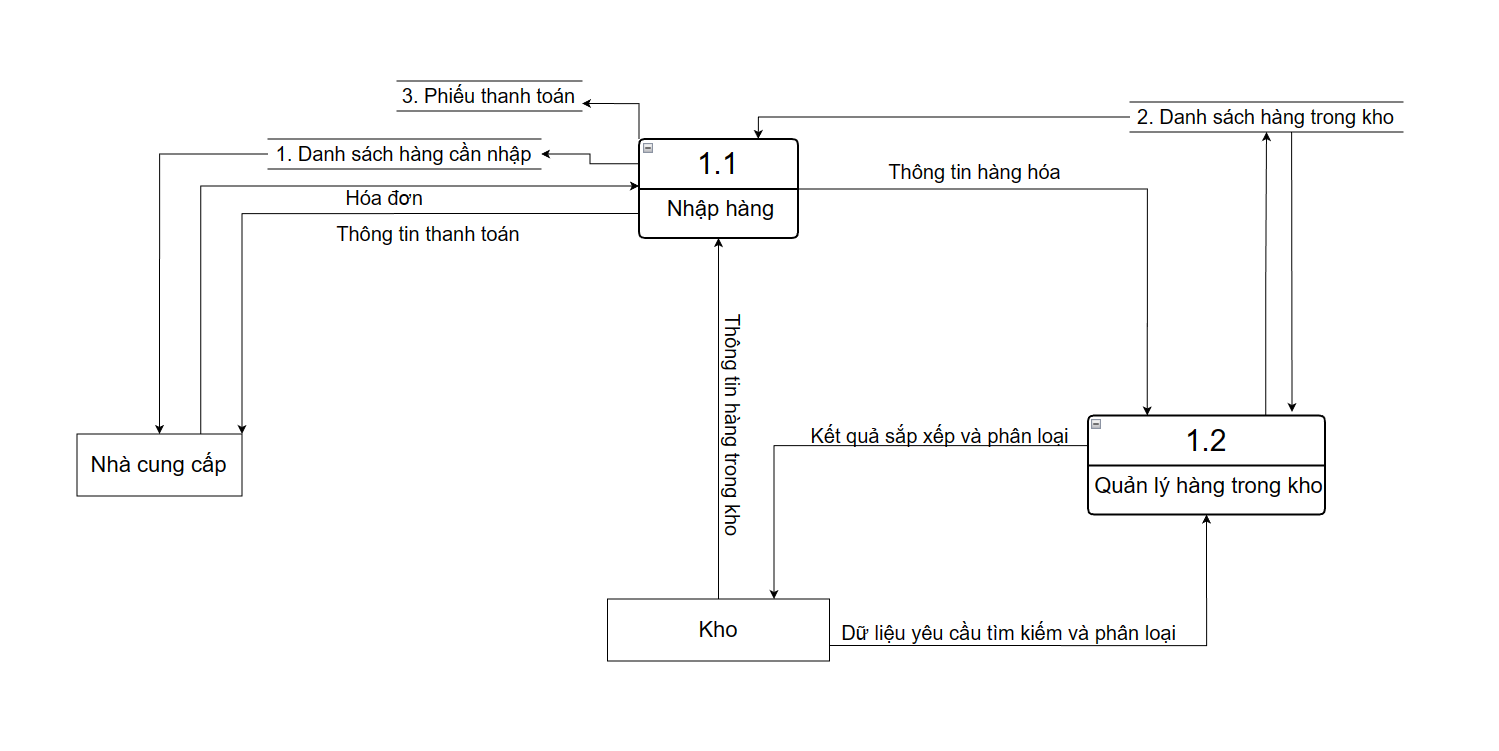 3. Phiếu thanh toán
2. Danh sách hàng trong kho
1. Danh sách hàng cần nhập
1.1
Thông tin hàng hóa
Hóa đơn
Nhập hàng
Thông tin thanh toán
Thông tin hàng trong kho
Kết quả sắp xếp và phân loại
1.2
Nhà cung cấp
Quản lý hàng trong kho
Kho
Dữ liệu yêu cầu tìm kiếm và phân loại